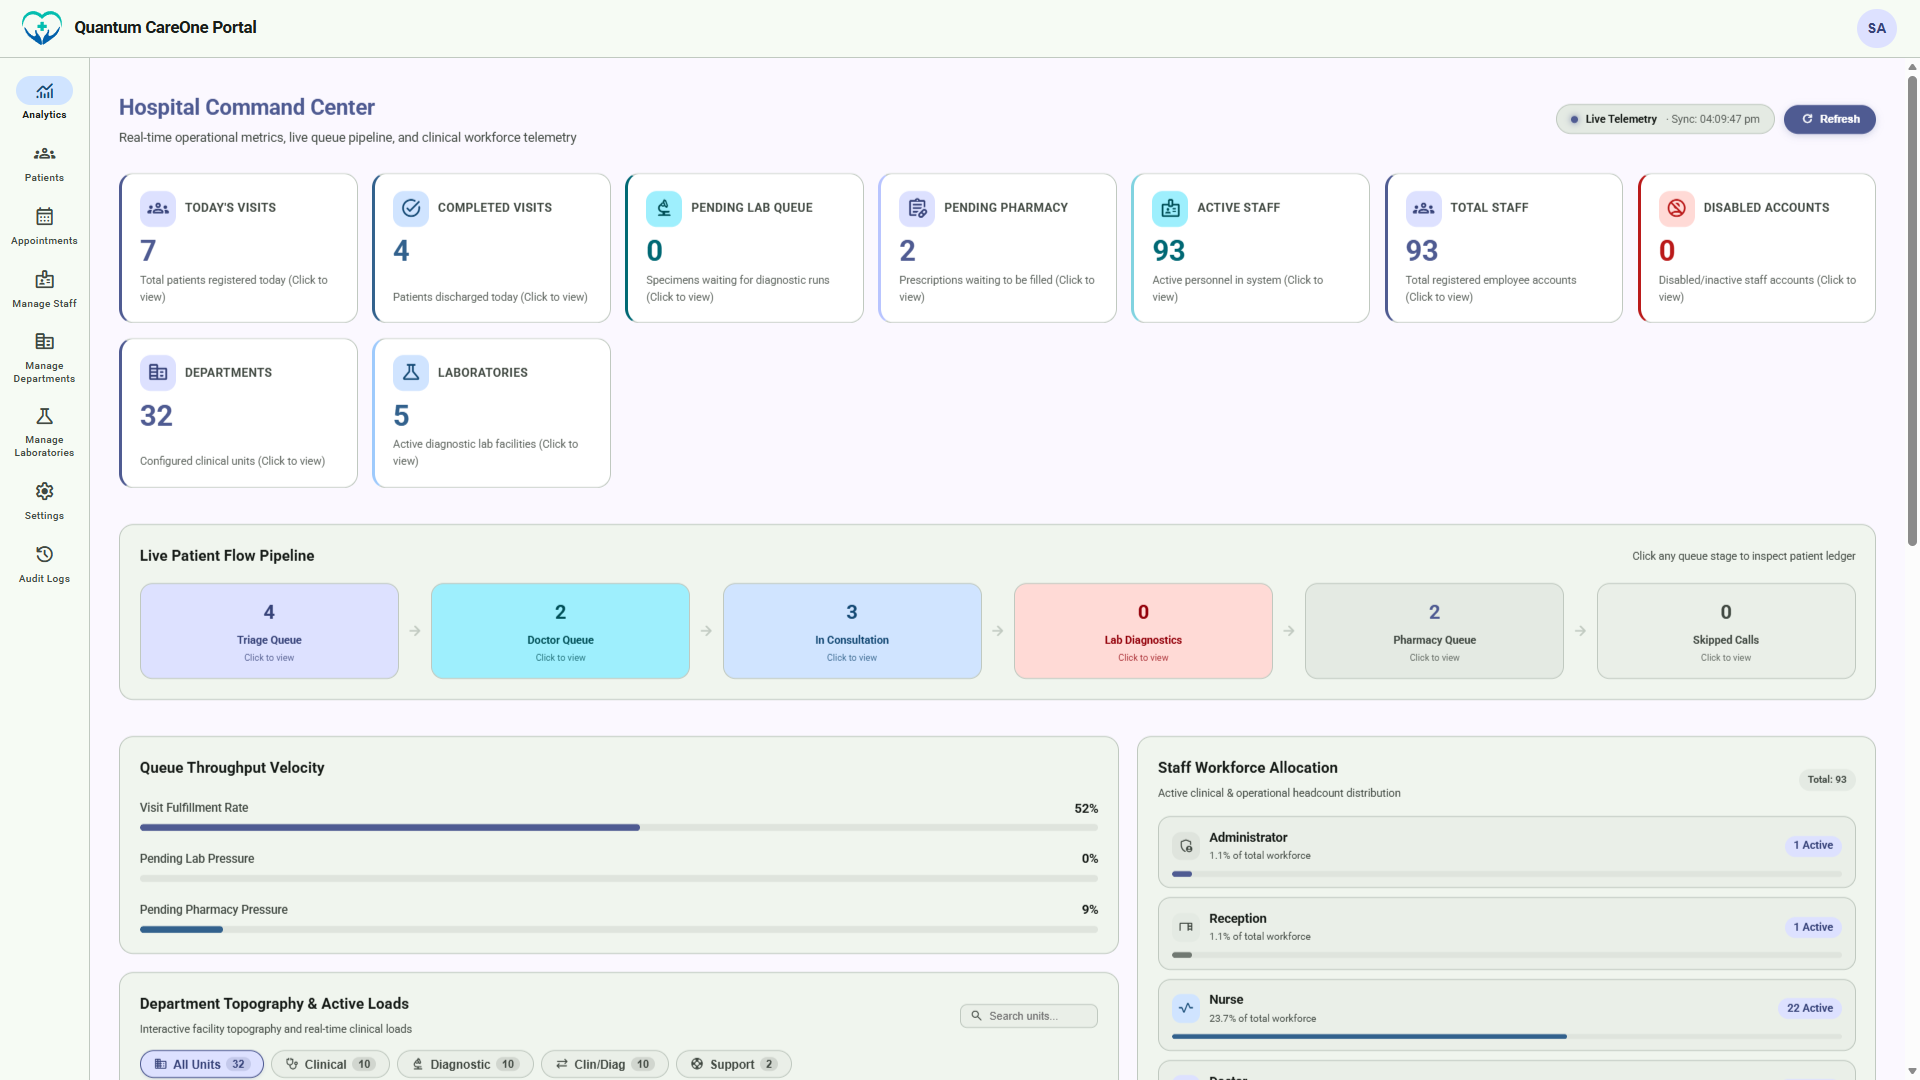 Quantum CareOne Portal
SA
Analytics
Patients
Appointments
Manage Staff
Manage
Departments
Manage
Laboratories
Settings
Audit Logs
Hospital Command Center
Real-time operational metrics, live queue pipeline, and clinical workforce telemetry
Live Telemetry · Sync: 04:09:47 pm
Refresh
TODAY'S VISITS
7
Total patients registered today (Click to
view)
COMPLETED VISITS
4
Patients discharged today (Click to view)
PENDING LAB QUEUE
0
Specimens waiting for diagnostic runs
(Click to view)
PENDING PHARMACY
2
Prescriptions waiting to be filled (Click to
view)
ACTIVE STAFF
93
Active personnel in system (Click to
view)
TOTAL STAFF
93
Total registered employee accounts
(Click to view)
DISABLED ACCOUNTS
0
Disabled/inactive staff accounts (Click to
view)
DEPARTMENTS
32
Configured clinical units (Click to view)
LABORATORIES
5
Active diagnostic lab facilities (Click to
view)
Live Patient Flow Pipeline
Click any queue stage to inspect patient ledger
4
Triage Queue
Click to view
2
Doctor Queue
Click to view
3
In Consultation
Click to view
0
Lab Diagnostics
Click to view
2
Pharmacy Queue
Click to view
0
Skipped Calls
Click to view
Queue Throughput Velocity
Visit Fulfillment Rate 52%
Pending Lab Pressure 0%
Pending Pharmacy Pressure 9%
Department Topography & Active Loads
Interactive facility topography and real-time clinical loads
Search units...
All Units 32
Clinical 10
Diagnostic 10
Clin/Diag 10
Support 2
Staff Workforce Allocation
Active clinical & operational headcount distribution
Total: 93
Administrator
1.1% of total workforce
1 Active
Reception
1.1% of total workforce
1 Active
Nurse
23.7% of total workforce
22 Active